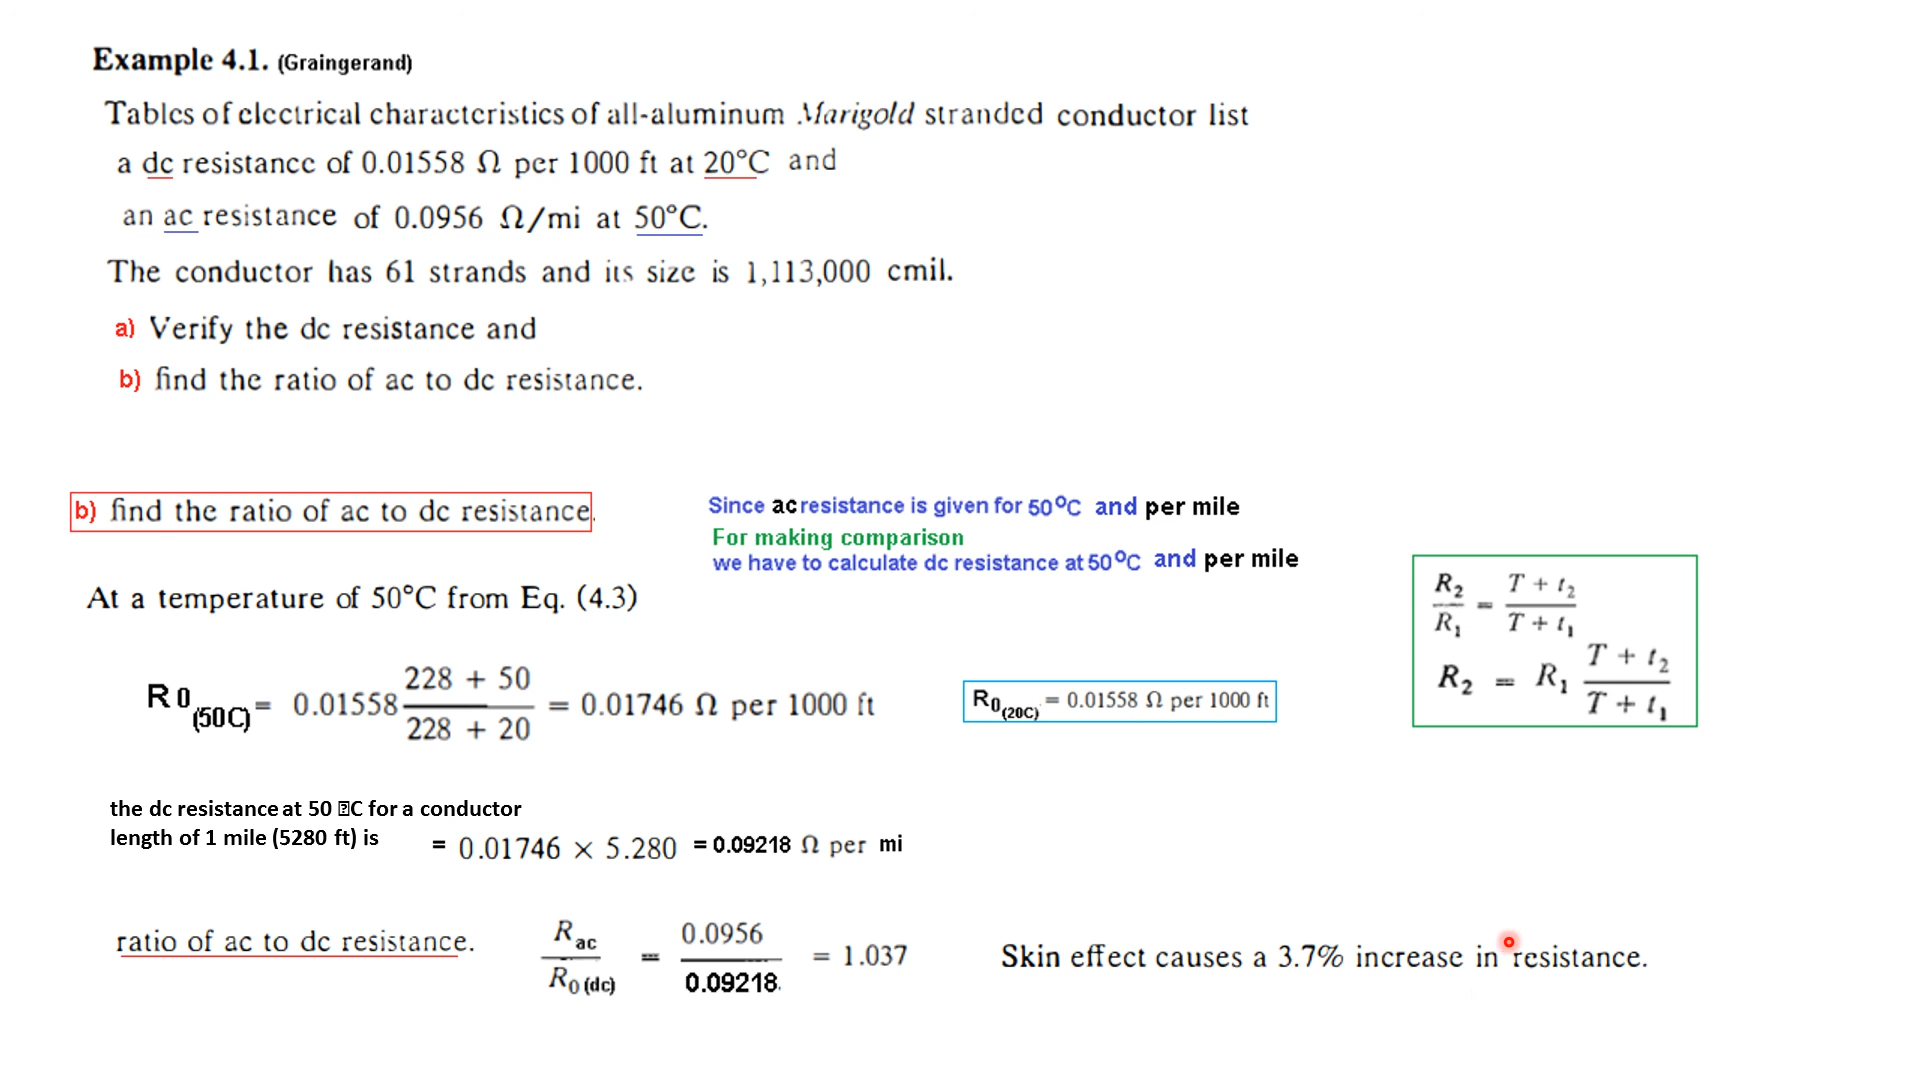 Example 4.1. (Graingerand)
Tables of electrical characteristics of all-aluminum Marigold stranded conductor list
a dc resistance of 0.01558 Ω per 1000 ft at 20°C and
an ac resistance of 0.0956 Ω/mi at 50°C.
The conductor has 61 strands and its size is 1,113,000 cmil.
a) Verify the dc resistance and
b) find the ratio of ac to dc resistance.
b) find the ratio of ac to dc resistance.
Since ac resistance is given for 50°C and per mile
For making comparison
we have to calculate dc resistance at 50°C and per mile
At a temperature of 50°C from Eq. (4.3)
R2/R1 = (T + t2)/(T + t1)
R2 = R1 (T + t2)/(T + t1)
R0(50C) = 0.01558 (228 + 50)/(228 + 20) = 0.01746 Ω per 1000 ft
R0(20C) = 0.01558 Ω per 1000 ft
the dc resistance at 50 �C for a conductor
length of 1 mile (5280 ft) is
= 0.01746 × 5.280 = 0.09218 Ω per mi
ratio of ac to dc resistance. Rac/R0(dc) = 0.0956/0.09218. = 1.037
Skin effect causes a 3.7% increase in resistance.